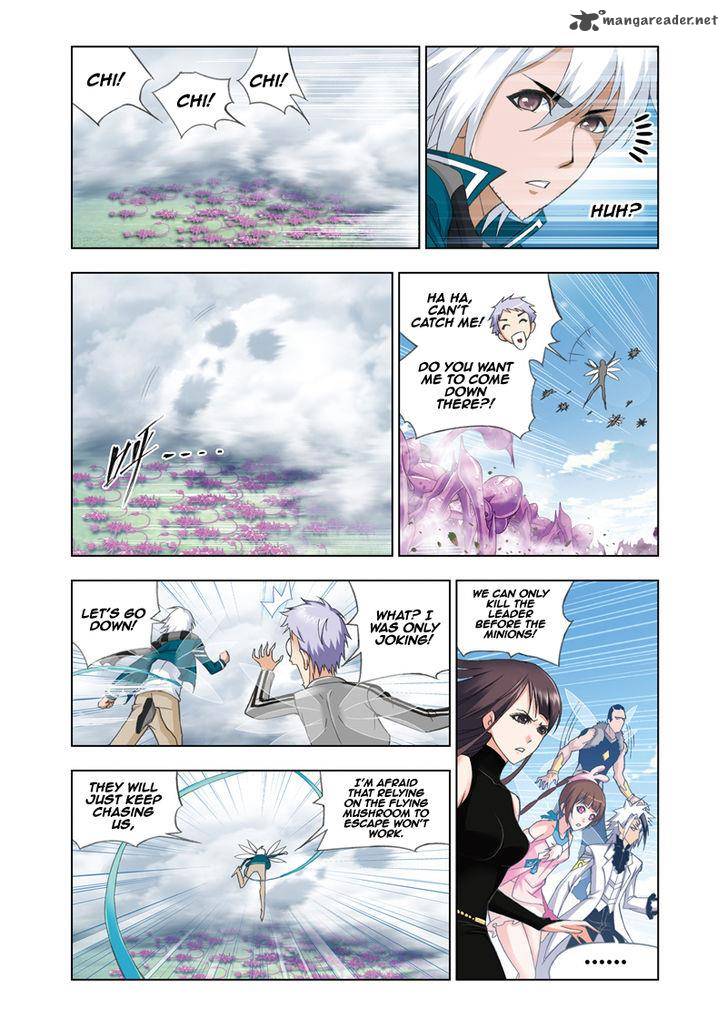 mangareader.net
HUH?
CHI!
CHI!
CHI!
HA HA,
CAN'T
CATCH ME!
DO YOU WANT
ME TO COME
DOWN
THERE?!
呼
WE CAN ONLY
KILL THE
LEADER
BEFORE THE
MINIONS!
WHAT? I
WAS ONLY
JOKING!
LET'S GO
DOWN!
I'M AFRAID
THAT RELYING
ON THE FLYING
MUSHROOM TO
ESCAPE WON'T
WORK.
THEY WILL
JUST KEEP
CHASING
US,
......